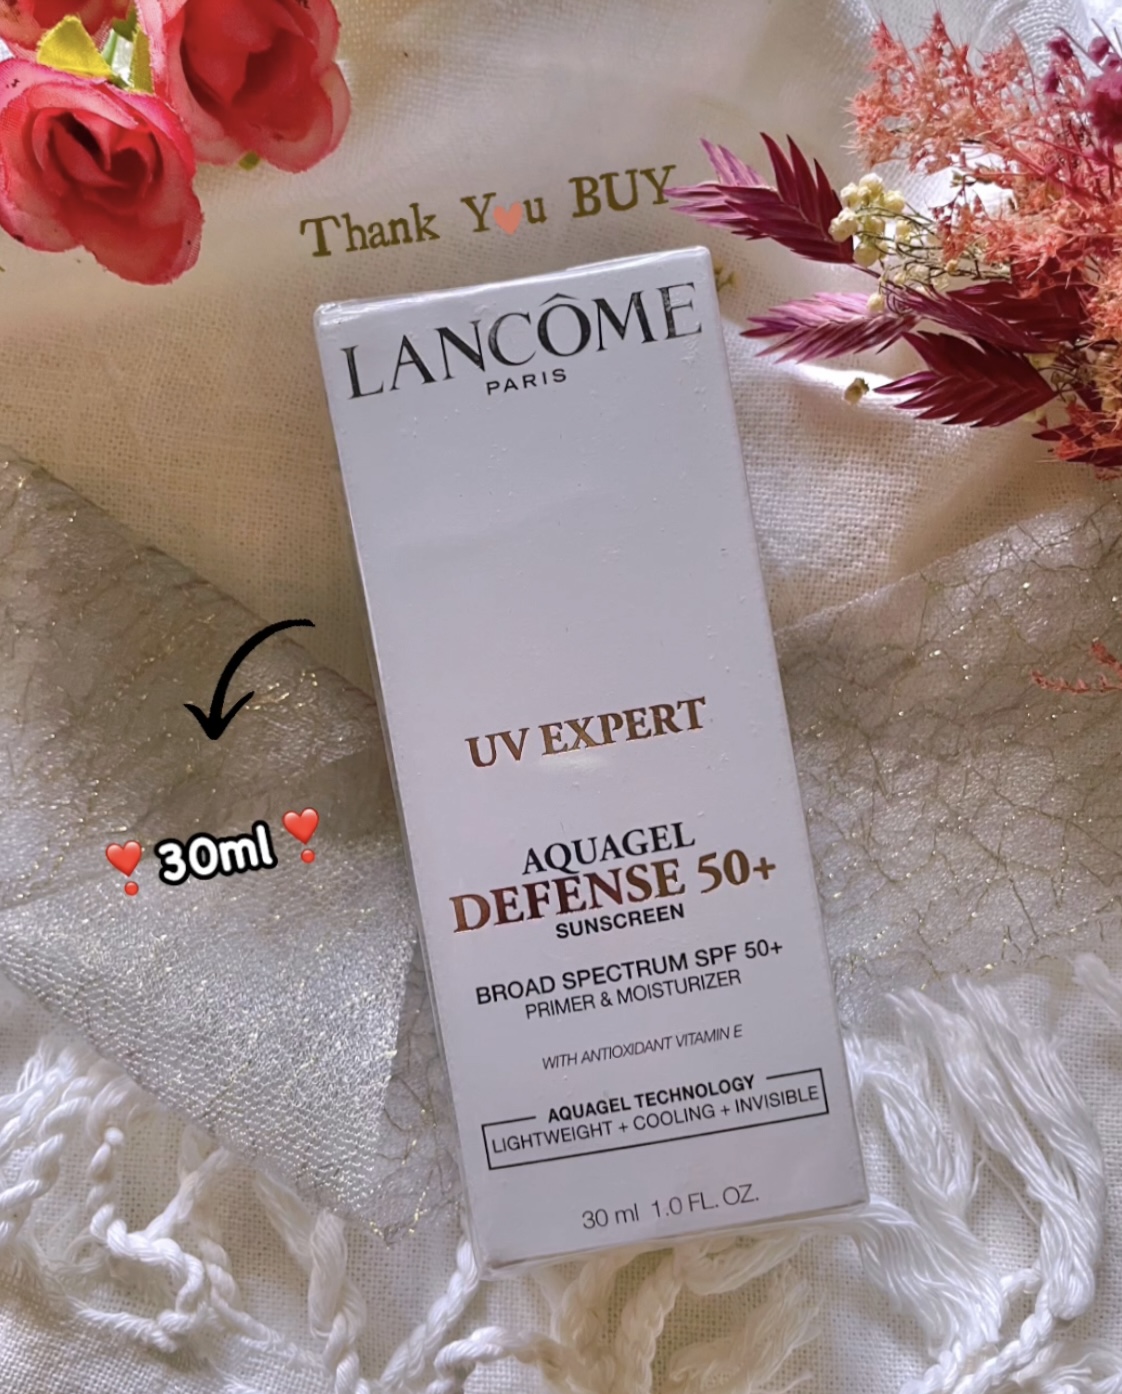 Thank You BUY
LANCÔME
PARIS
UV EXPERT
30ml
AQUAGEL
DEFENSE 50+
SUNSCREEN
BROAD SPECTRUM SPF 50+
PRIMER & MOISTURIZER
WITH ANTIOXIDANT VITAMIN E
AQUAGEL TECHNOLOGY
LIGHTWEIGHT + COOLING + INVISIBLE
30 ml 1.0 FL. OZ.